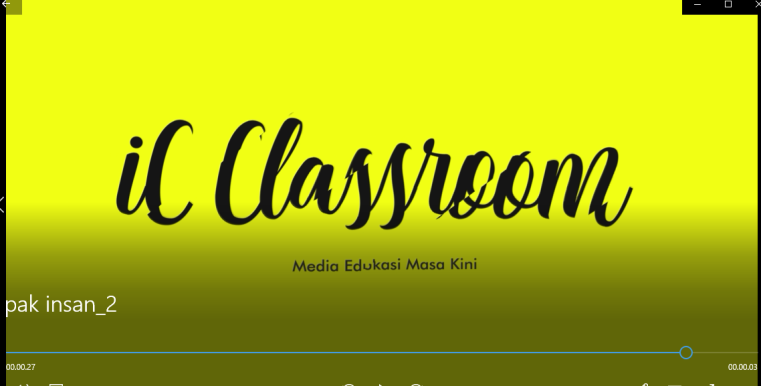 iC Classroom
Media Edukasi Masa Kini
pak insan_2
00.00.27
00.00.03